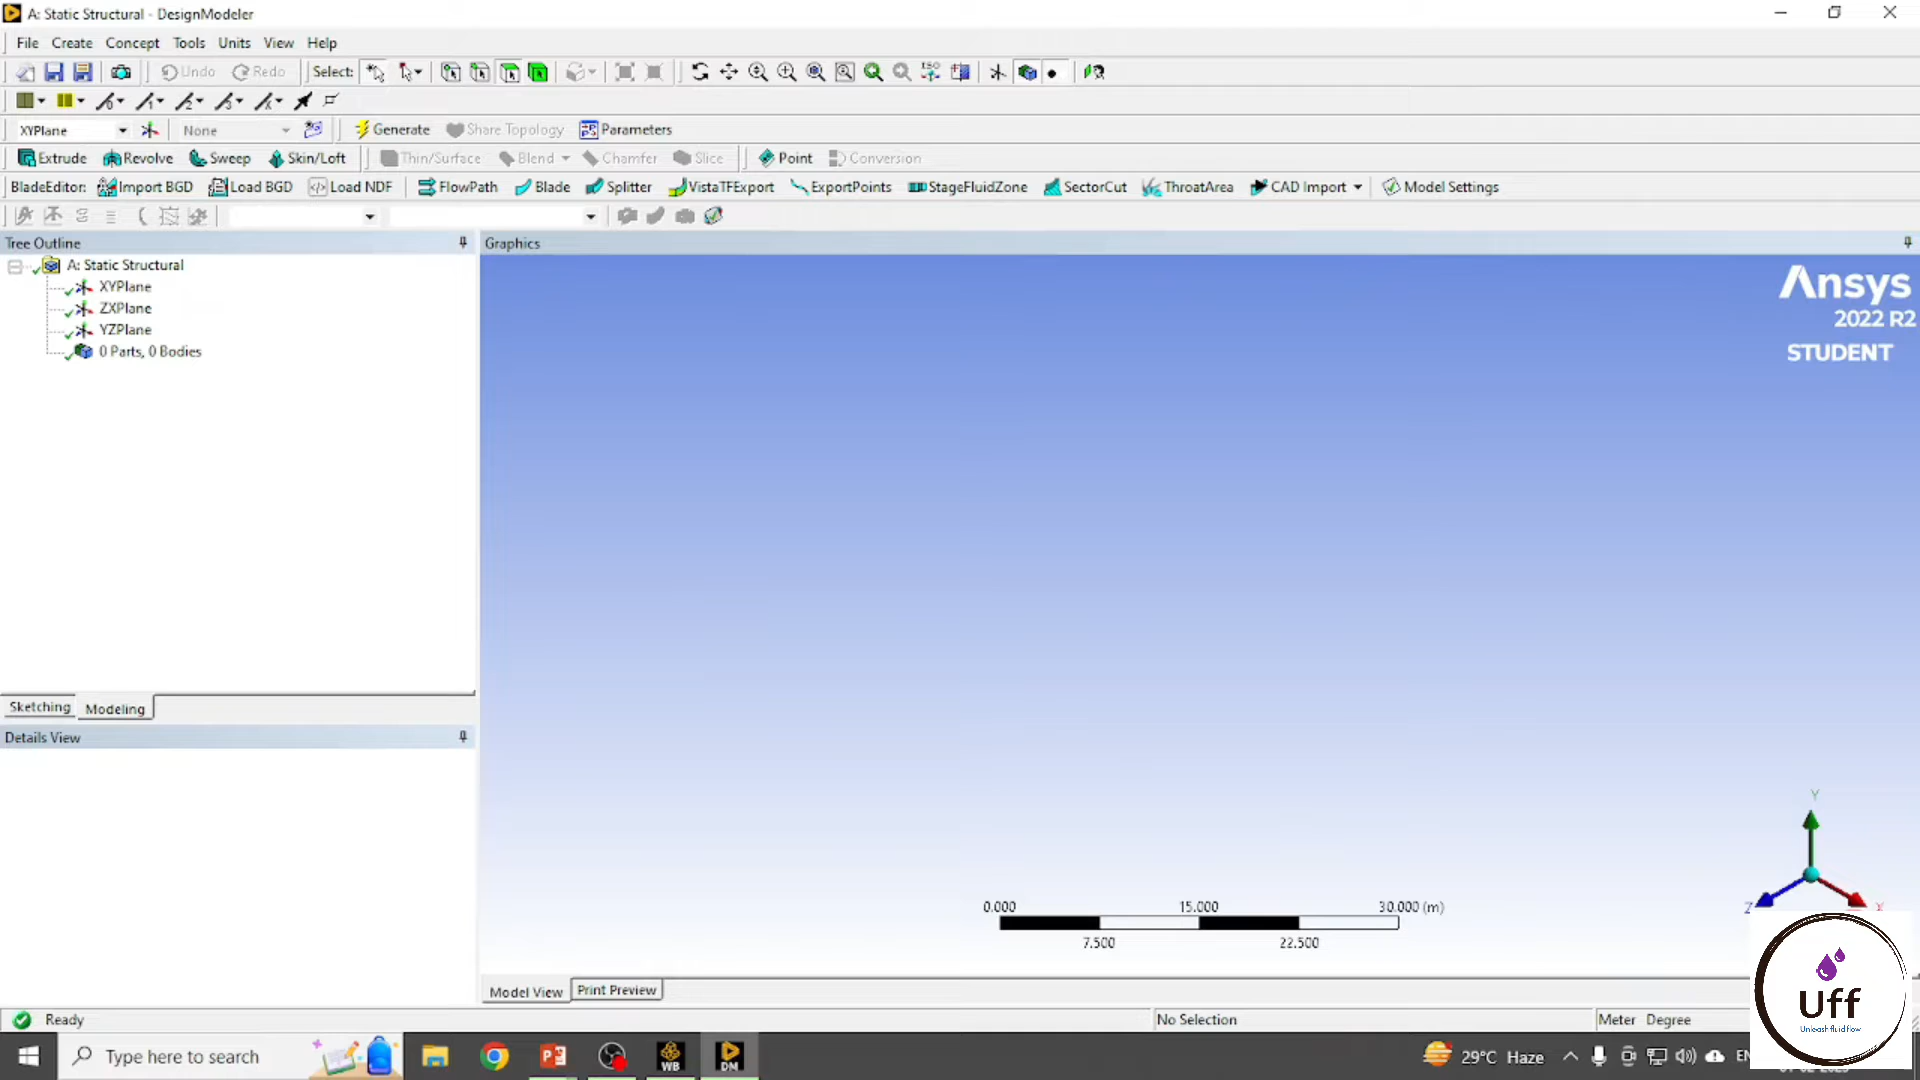 A: Static Structural - DesignModeler
File Create Concept Tools Units View Help
Undo Redo Select:
XYPlane None Generate Share Topology Parameters
Extrude Revolve Sweep Skin/Loft Thin/Surface Blend Chamfer Slice Point Conversion
BladeEditor: Import BGD Load BGD Load NDF FlowPath Blade Splitter VistaTFExport ExportPoints StageFluidZone SectorCut ThroatArea CAD Import Model Settings
Tree Outline
Graphics
A: Static Structural
XYPlane
ZXPlane
YZPlane
0 Parts, 0 Bodies
Ansys
2022 R2
STUDENT
Sketching Modeling
Details View
Y
Z
X
0.000 15.000 30.000 (m)
7.500 22.500
Model View Print Preview
Ready
No Selection
Meter Degree
Uff
Unleash fluid flow
Type here to search
WB
DM
29°C Haze